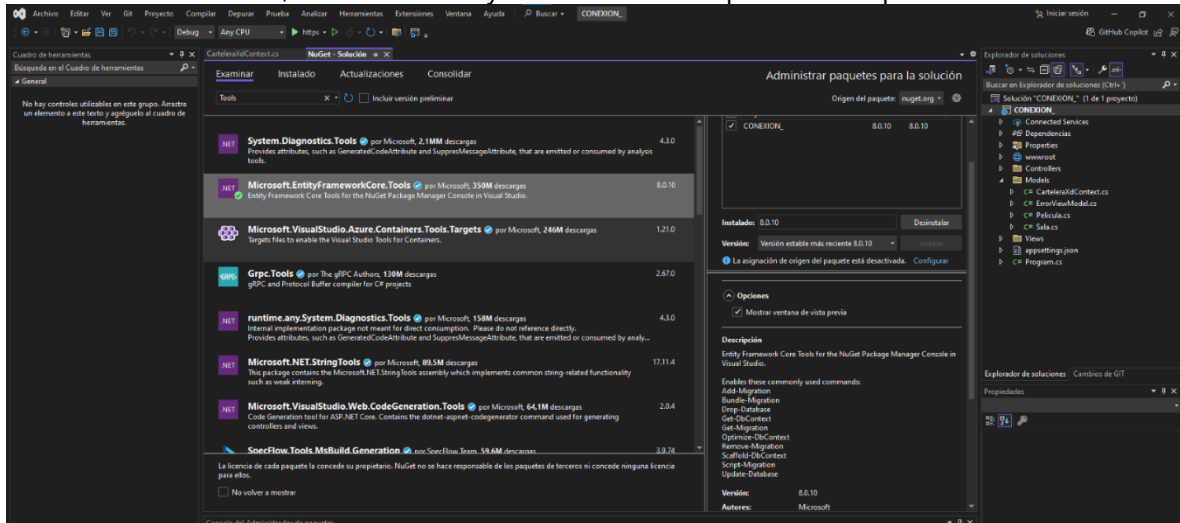 Archivo Editar Ver Git Proyecto Compilar Depurar Prueba Analizar Herramientas Extensiones Ventana Ayuda Buscar CONEXION_ Iniciar sesión
Debug Any CPU https GitHub Copilot
Cuadro de herramientas
Búsqueda en el Cuadro de herramientas
General
No hay controles utilizables en este grupo. Arrastre
un elemento a este texto y agréguelo al cuadro de
herramientas.
CarteleraXdContext.cs NuGet - Solución
Examinar Instalado Actualizaciones Consolidar
Administrar paquetes para la solución
Tools Incluir versión preliminar
Origen del paquete: nuget.org
System.Diagnostics.Tools por Microsoft, 2,1MM descargas 4.3.0
Provides attributes, such as GeneratedCodeAttribute and SuppresMessageAttribute, that are emitted or consumed by analysis
tools.
Microsoft.EntityFrameworkCore.Tools por Microsoft, 350M descargas 8.0.10
Entity Framework Core Tools for the NuGet Package Manager Console in Visual Studio.
Microsoft.VisualStudio.Azure.Containers.Tools.Targets por Microsoft, 246M descargas 1.21.0
Targets files to enable the Visual Studio Tools for Containers.
Grpc.Tools por The gRPC Authors, 130M descargas 2.67.0
gRPC and Protocol Buffer compiler for C# projects
runtime.any.System.Diagnostics.Tools por Microsoft, 158M descargas 4.3.0
Internal implementation package not meant for direct consumption. Please do not reference directly.
Provides attributes, such as GeneratedCodeAttribute and SuppresMessageAttribute, that are emitted or consumed by analy...
Microsoft.NET.StringTools por Microsoft, 89,5M descargas 17.11.4
This package contains the Microsoft.NET.StringTools assembly which implements common string-related functionality
such as weak interning.
Microsoft.VisualStudio.Web.CodeGeneration.Tools por Microsoft, 64,1M descargas 2.0.4
Code Generation tool for ASP.NET Core. Contains the dotnet-aspnet-codegenerator command used for generating
controllers and views.
SpecFlow.Tools.MsBuild.Generation por SpecFlow Team, 59,6M descargas 3.9.74
La licencia de cada paquete la concede su propietario. NuGet no se hace responsable de los paquetes de terceros ni concede ninguna licencia
para ellos.
No volver a mostrar
CONEXION_ 8.0.10 8.0.10
Instalado: 8.0.10 Desinstalar
Versión: Versión estable más reciente 8.0.10 Instalar
La asignación de origen del paquete está desactivada. Configurar
Opciones
Mostrar ventana de vista previa
Descripción
Entity Framework Core Tools for the NuGet Package Manager Console in
Visual Studio.
Enables these commonly used commands:
Add-Migration
Bundle-Migration
Drop-Database
Get-DbContext
Get-Migration
Optimize-DbContext
Remove-Migration
Scaffold-DbContext
Script-Migration
Update-Database
Versión: 8.0.10
Autores: Microsoft
Explorador de soluciones
Buscar en Explorador de soluciones (Ctrl+ )
Solución "CONEXION_" (1 de 1 proyecto)
CONEXION_
Connected Services
Dependencias
Properties
wwwroot
Controllers
Models
C# CarteleraXdContext.cs
C# ErrorViewModel.cs
C# Pelicula.cs
C# Sala.cs
Views
appsettings.json
C# Program.cs
Explorador de soluciones Cambios de GIT
Propiedades
Consola del Administrador de paquetes